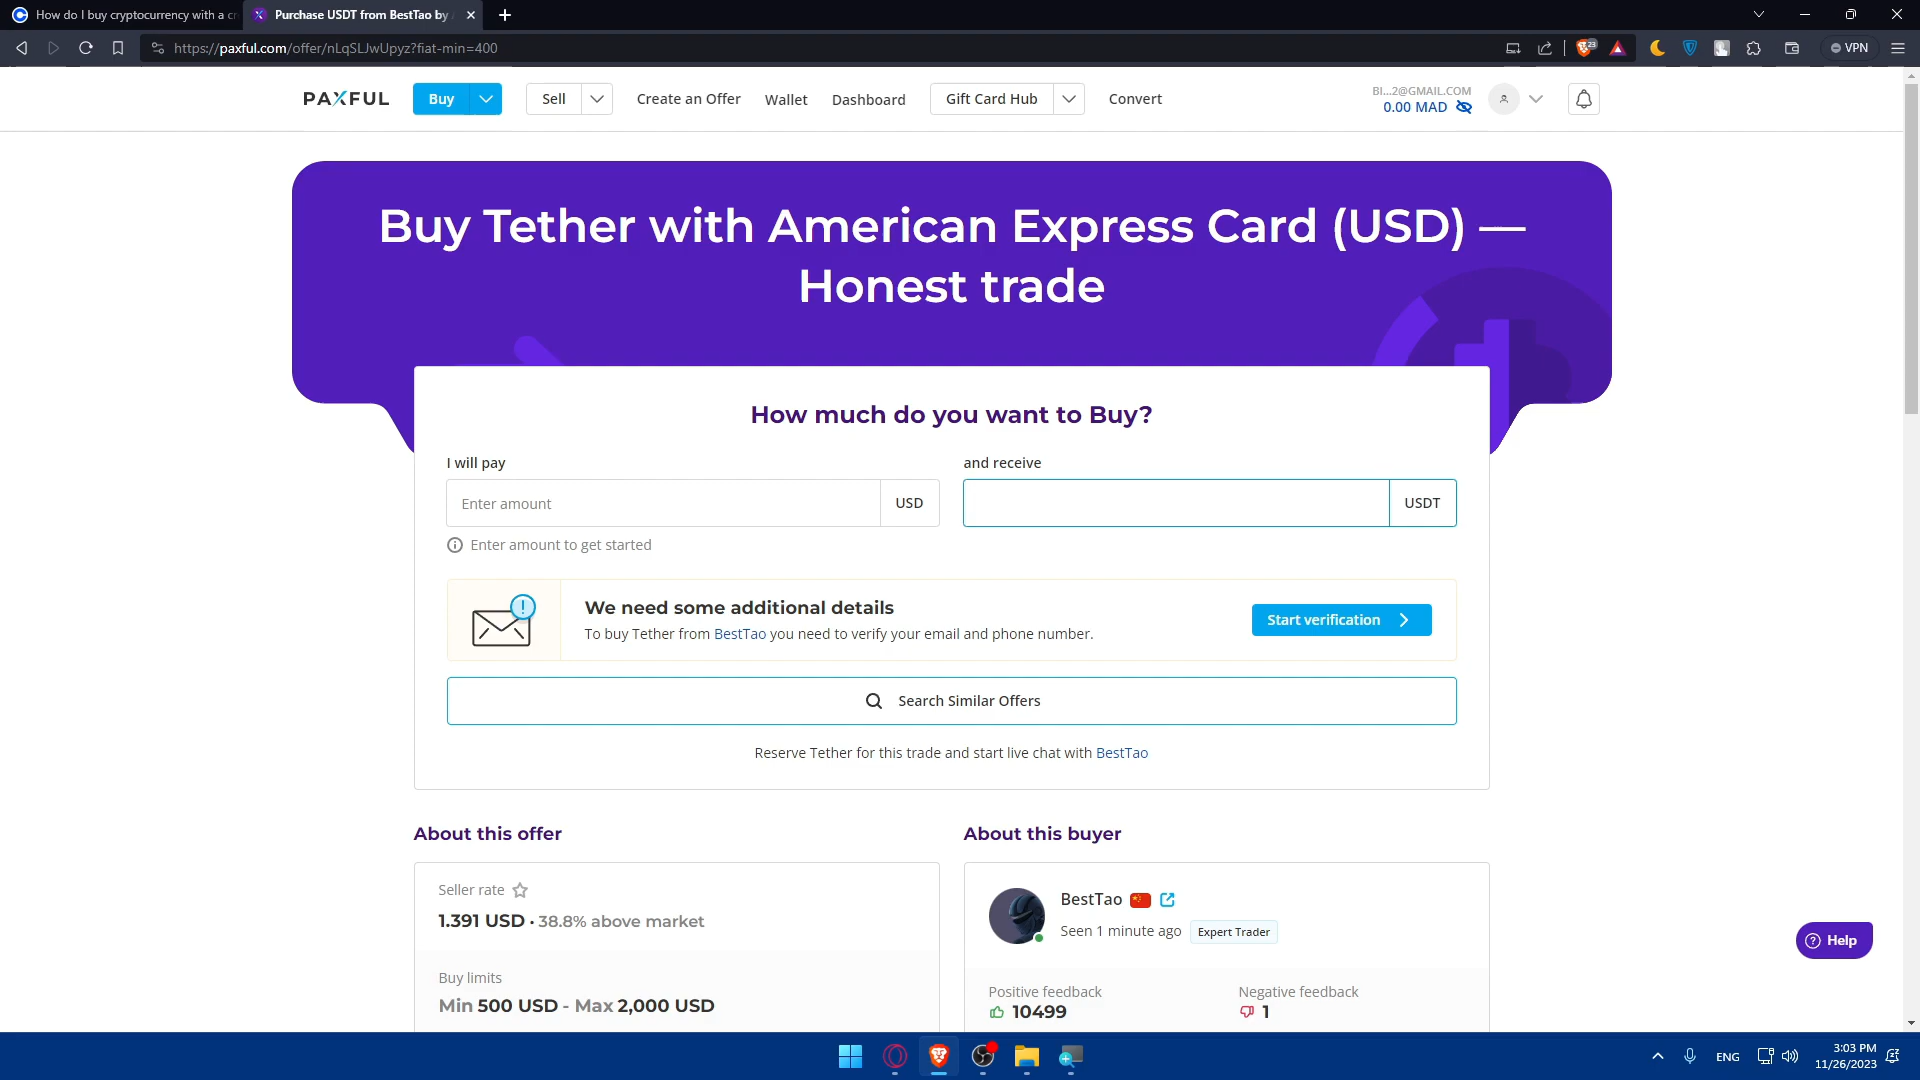 How do I buy cryptocurrency with a cr
Purchase USDT from BestTao by
https://paxful.com/offer/nLqSLJwUpyz?fiat-min=400
23
VPN
PAXFUL
Buy
Sell
Create an Offer
Wallet
Dashboard
Gift Card Hub
Convert
BI...2@GMAIL.COM
0.00 MAD
Buy Tether with American Express Card (USD) —
Honest trade
How much do you want to Buy?
I will pay
and receive
Enter amount
USD
USDT
Enter amount to get started
We need some additional details
To buy Tether from BestTao you need to verify your email and phone number.
Start verification
Search Similar Offers
Reserve Tether for this trade and start live chat with BestTao
About this offer
About this buyer
Seller rate
1.391 USD · 38.8% above market
Buy limits
Min 500 USD - Max 2,000 USD
BestTao
Seen 1 minute ago
Expert Trader
Positive feedback
10499
Negative feedback
1
Help
ENG
3:03 PM
11/26/2023